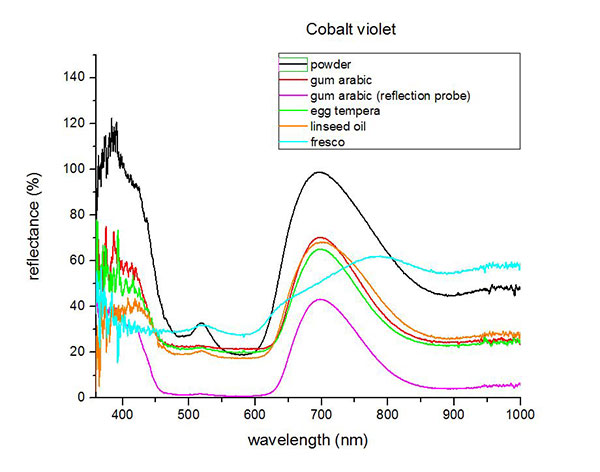 Cobalt violet
powder
gum arabic
gum arabic (reflection probe)
egg tempera
linseed oil
fresco
reflectance (%)
140
120
100
80
60
40
20
0
400 500 600 700 800 900 1000
wavelength (nm)